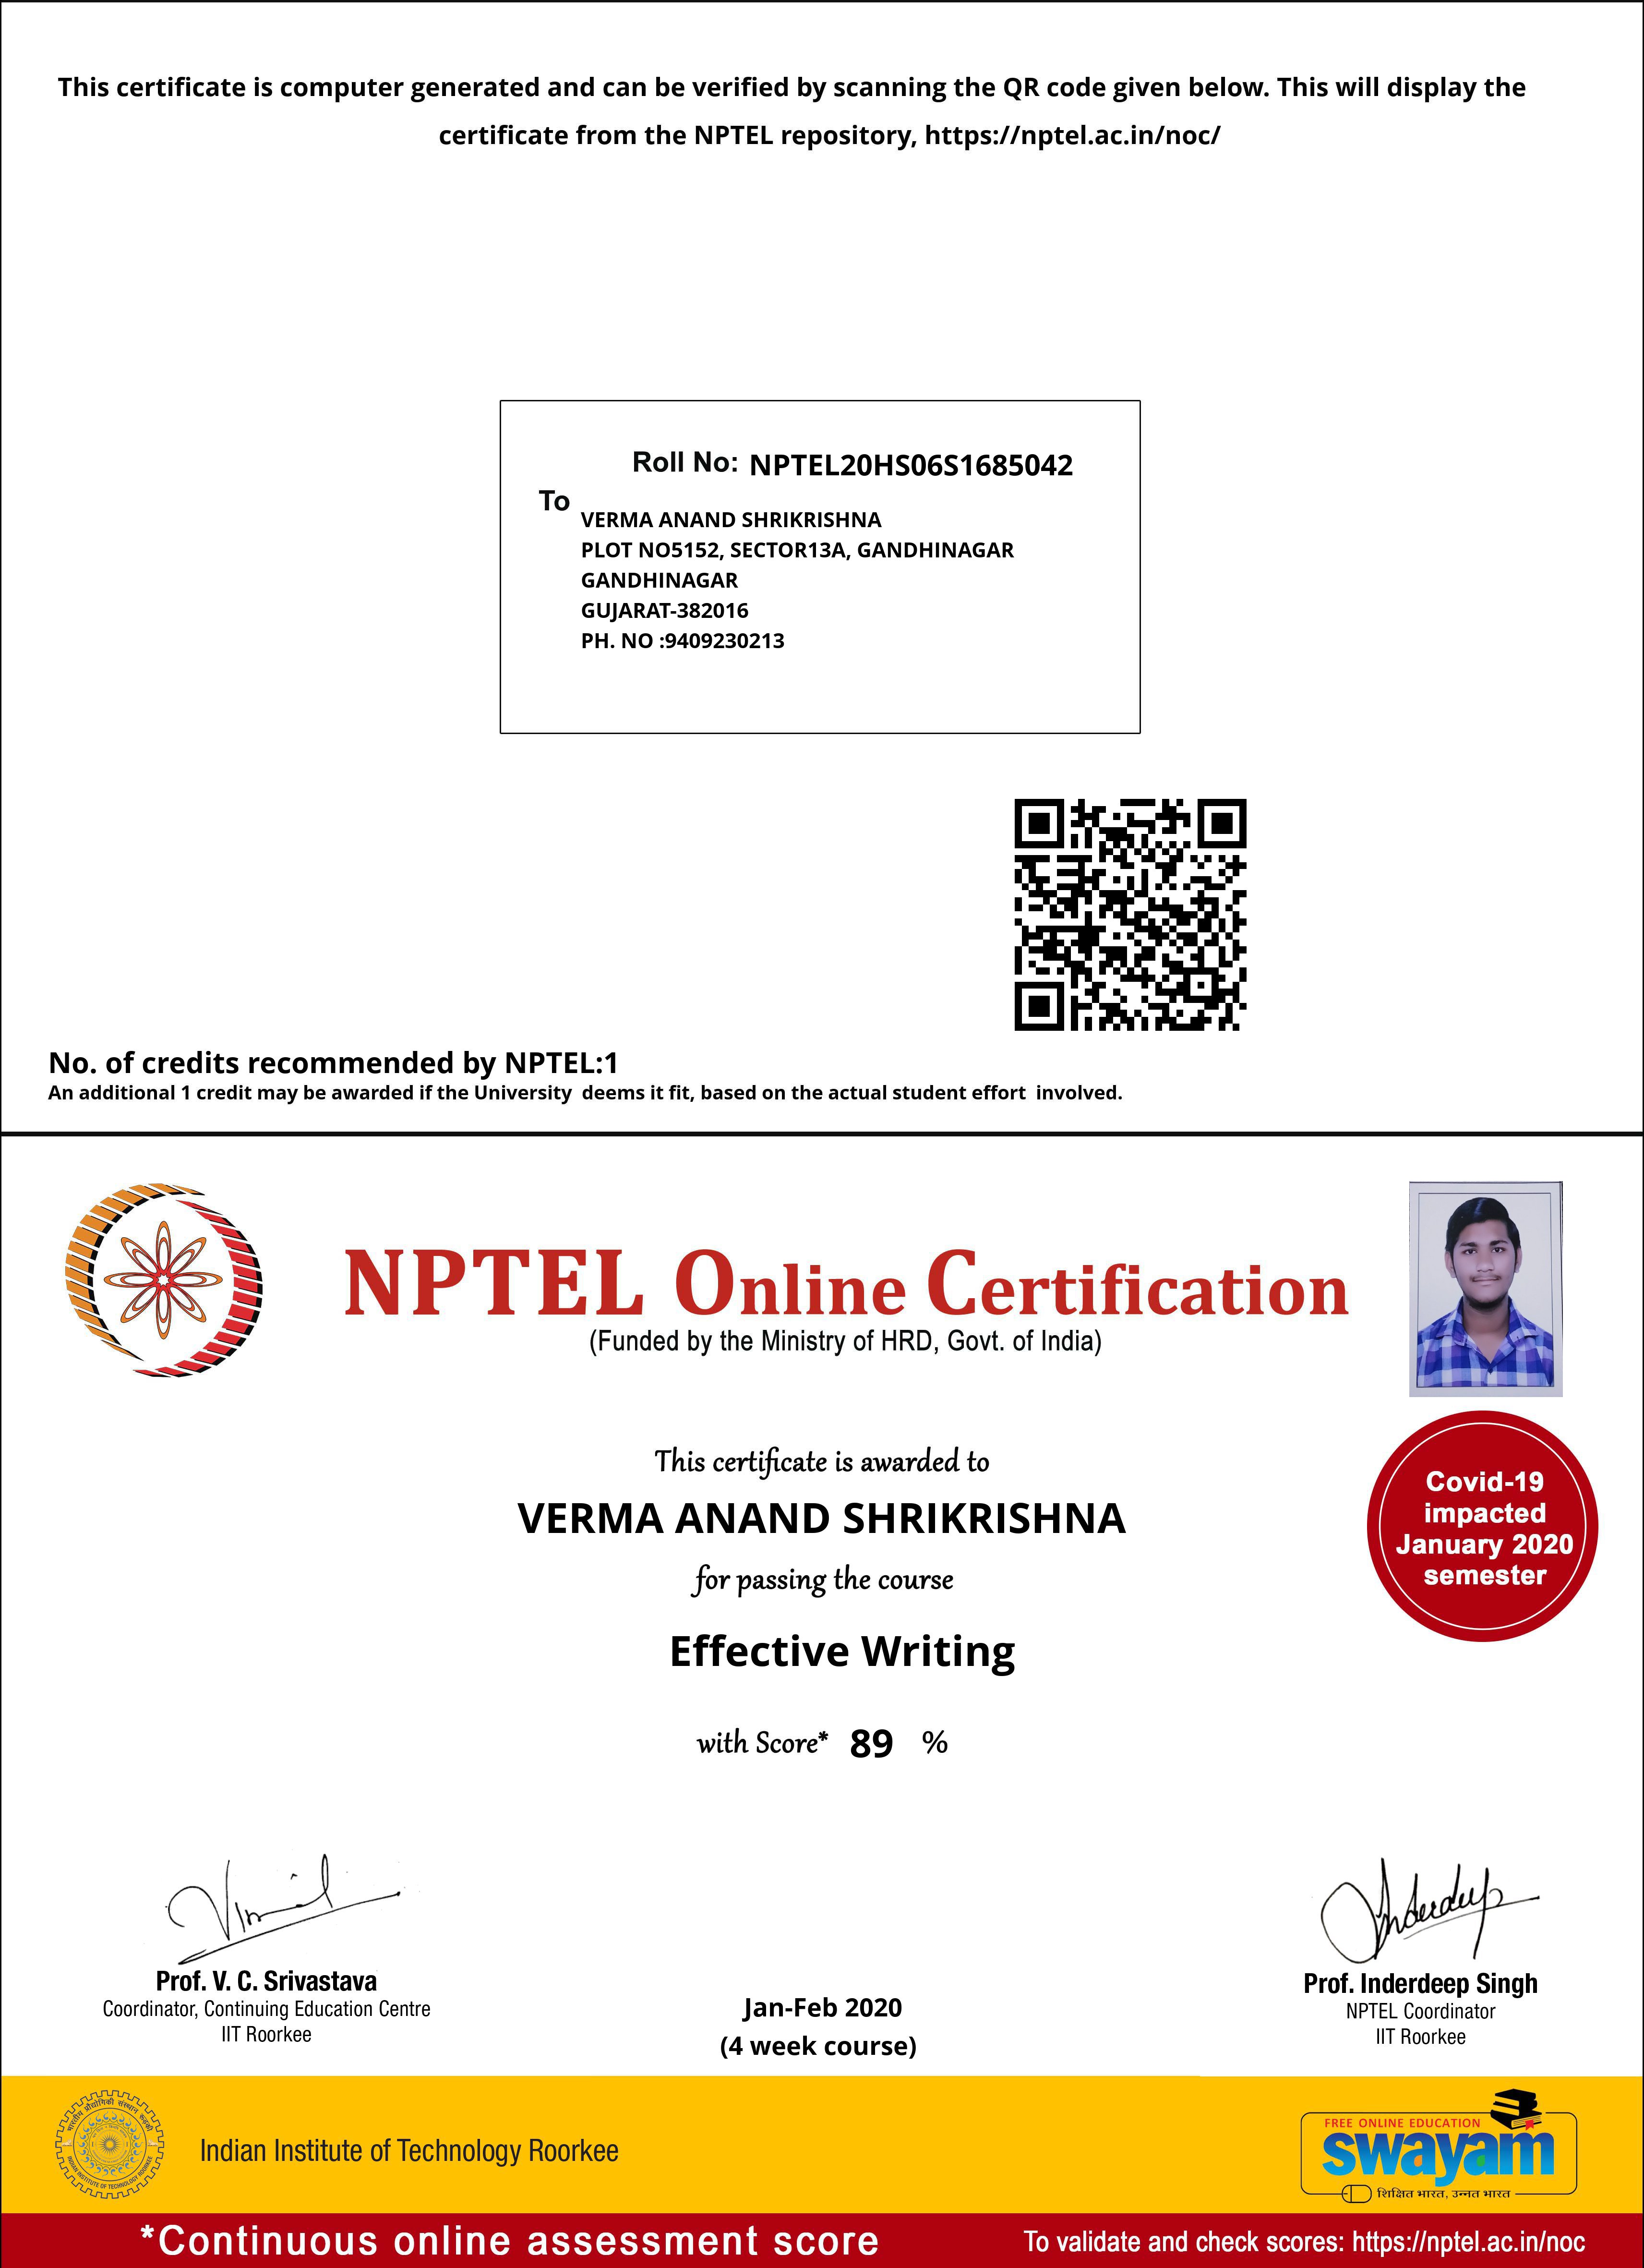 This certificate is computer generated and can be verified by scanning the QR code given below. This will display the
certificate from the NPTEL repository, https://nptel.ac.in/noc/
Roll No: NPTEL20HS06S1685042
To
VERMA ANAND SHRIKRISHNA
PLOT NO5152, SECTOR13A, GANDHINAGAR
GANDHINAGAR
GUJARAT-382016
PH. NO :9409230213
No. of credits recommended by NPTEL:1
An additional 1 credit may be awarded if the University deems it fit, based on the actual student effort involved.
NPTEL Online Certification
(Funded by the Ministry of HRD, Govt. of India)
This certificate is awarded to
VERMA ANAND SHRIKRISHNA
for passing the course
Effective Writing
with Score* 89 %
Covid-19
impacted
January 2020
semester
Vimal
Prof. V. C. Srivastava
Coordinator, Continuing Education Centre
IIT Roorkee
Jan-Feb 2020
(4 week course)
Inderdeep
Prof. Inderdeep Singh
NPTEL Coordinator
IIT Roorkee
भारतीय प्रौद्योगिकी संस्थान रूड़की
INDIAN INSTITUTE OF TECHNOLOGY ROORKEE
Indian Institute of Technology Roorkee
FREE ONLINE EDUCATION
swayam
शिक्षित भारत, उन्नत भारत
*Continuous online assessment score
To validate and check scores: https://nptel.ac.in/noc